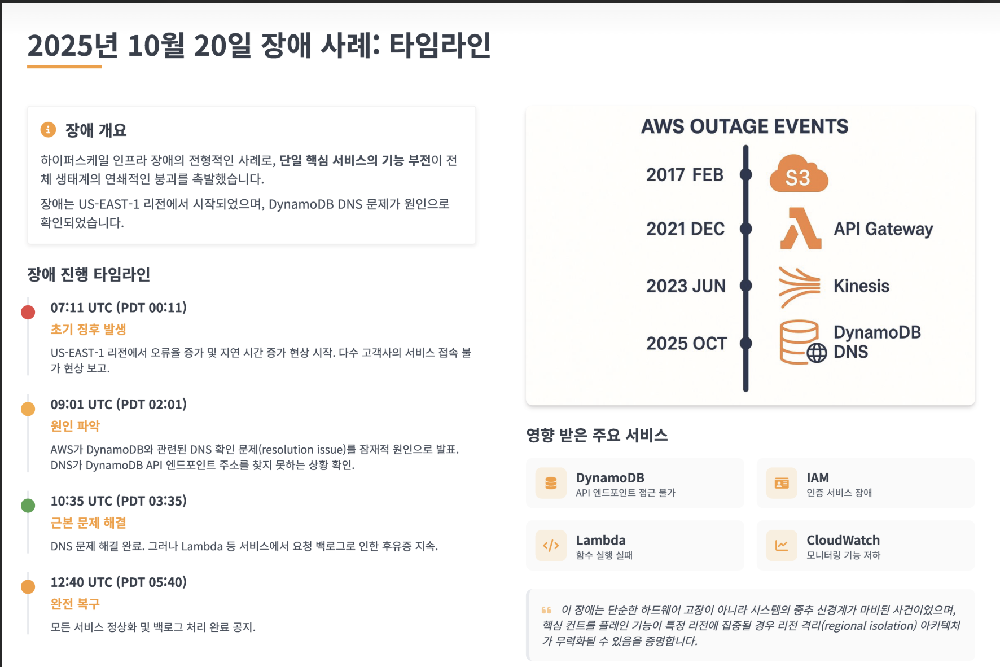 2025년 10월 20일 장애 사례: 타임라인
장애 개요
하이퍼스케일 인프라 장애의 전형적인 사례로, 단일 핵심 서비스의 기능 부전이 전
체 생태계의 연쇄적인 붕괴를 촉발했습니다.
장애는 US-EAST-1 리전에서 시작되었으며, DynamoDB DNS 문제가 원인으로
확인되었습니다.
장애 진행 타임라인
07:11 UTC (PDT 00:11)
초기 징후 발생
US-EAST-1 리전에서 오류율 증가 및 지연 시간 증가 현상 시작. 다수 고객사의 서비스 접속 불
가 현상 보고.
09:01 UTC (PDT 02:01)
원인 파악
AWS가 DynamoDB와 관련된 DNS 확인 문제(resolution issue)를 잠재적 원인으로 발표.
DNS가 DynamoDB API 엔드포인트 주소를 찾지 못하는 상황 확인.
10:35 UTC (PDT 03:35)
근본 문제 해결
DNS 문제 해결 완료. 그러나 Lambda 등 서비스에서 요청 백로그로 인한 후유증 지속.
12:40 UTC (PDT 05:40)
완전 복구
모든 서비스 정상화 및 백로그 처리 완료 공지.
AWS OUTAGE EVENTS
2017 FEB
S3
2021 DEC
API Gateway
2023 JUN
Kinesis
2025 OCT
DynamoDB
DNS
영향 받은 주요 서비스
DynamoDB
API 엔드포인트 접근 불가
IAM
인증 서비스 장애
Lambda
함수 실행 실패
CloudWatch
모니터링 기능 저하
이 장애는 단순한 하드웨어 고장이 아니라 시스템의 중추 신경계가 마비된 사건이었으며,
핵심 컨트롤 플레인 기능이 특정 리전에 집중될 경우 리전 격리(regional isolation) 아키텍처
가 무력화될 수 있음을 증명합니다.